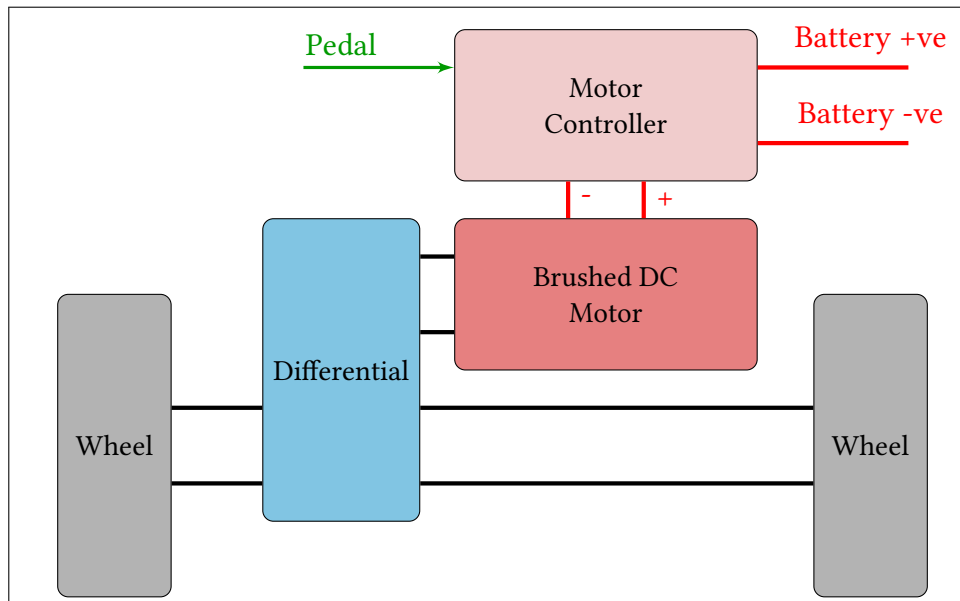 Pedal
Battery +ve
Motor
Controller
Battery -ve
-
+
Brushed DC
Motor
Differential
Wheel
Wheel